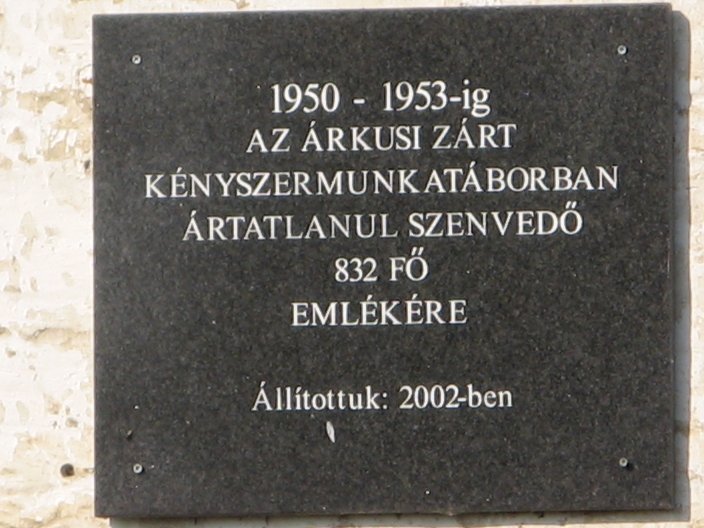 1950 - 1953-ig
AZ ÁRKUSI ZÁRT
KÉNYSZERMUNKATÁBORBAN
ÁRTATLANUL SZENVEDŐ
832 FŐ
EMLÉKÉRE
Állítottuk: 2002-ben